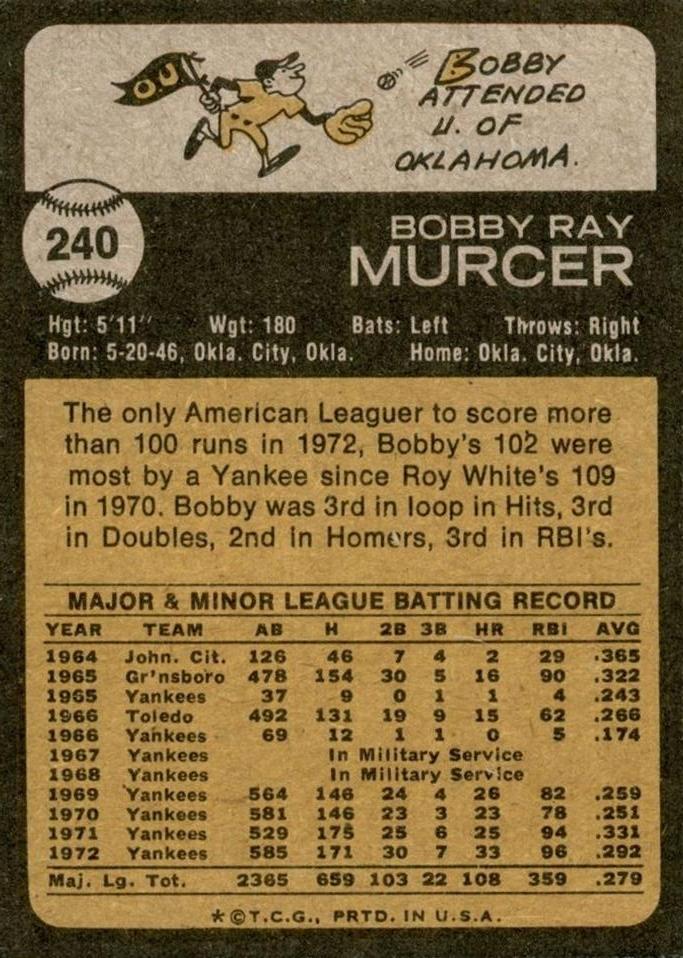 OU
BOBBY
ATTENDED
U. OF
OKLAHOMA.
240
BOBBY RAY
MURCER
Hgt: 5'11" Wgt: 180 Bats: Left Throws: Right
Born: 5-20-46, Okla. City, Okla. Home: Okla. City, Okla.
The only American Leaguer to score more
than 100 runs in 1972, Bobby's 102 were
most by a Yankee since Roy White's 109
in 1970. Bobby was 3rd in loop in Hits, 3rd
in Doubles, 2nd in Homers, 3rd in RBI's.
MAJOR & MINOR LEAGUE BATTING RECORD
YEAR TEAM AB H 2B 3B HR RBI AVG
1964 John. Cit. 126 46 7 4 2 29 .365
1965 Gr'nsboro 478 154 30 5 16 90 .322
1965 Yankees 37 9 0 1 1 4 .243
1966 Toledo 492 131 19 9 15 62 .266
1966 Yankees 69 12 1 1 0 5 .174
1967 Yankees In Military Service
1968 Yankees In Military Service
1969 Yankees 564 146 24 4 26 82 .259
1970 Yankees 581 146 23 3 23 78 .251
1971 Yankees 529 175 25 6 25 94 .331
1972 Yankees 585 171 30 7 33 96 .292
Maj. Lg. Tot. 2365 659 103 22 108 359 .279
*©T.C.G., PRTD. IN U.S.A.